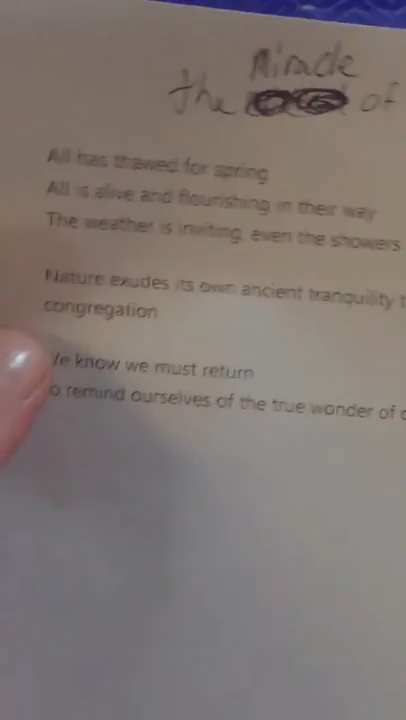 Miracle
the of
All has thawed for spring
All is alive and flourishing in their way
The weather is inviting, even the showers
Nature exudes its own ancient tranquility
congregation
know we must return
remind ourselves of the true wonder of